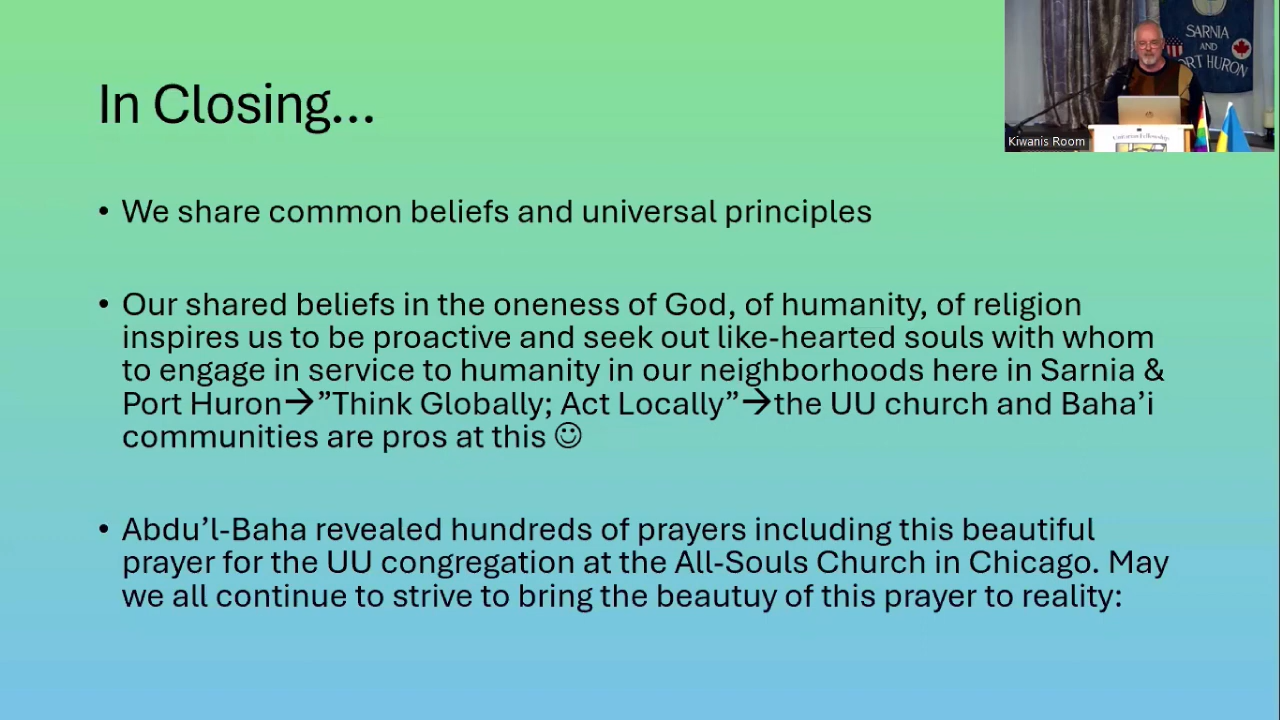 In Closing...
• We share common beliefs and universal principles
• Our shared beliefs in the oneness of God, of humanity, of religion
inspires us to be proactive and seek out like-hearted souls with whom
to engage in service to humanity in our neighborhoods here in Sarnia &
Port Huron→”Think Globally; Act Locally”→the UU church and Baha’i
communities are pros at this ☺
• Abdu’l-Baha revealed hundreds of prayers including this beautiful
prayer for the UU congregation at the All-Souls Church in Chicago. May
we all continue to strive to bring the beautuy of this prayer to reality:
SARNIA
AND
PORT HURON
Kiwanis Room